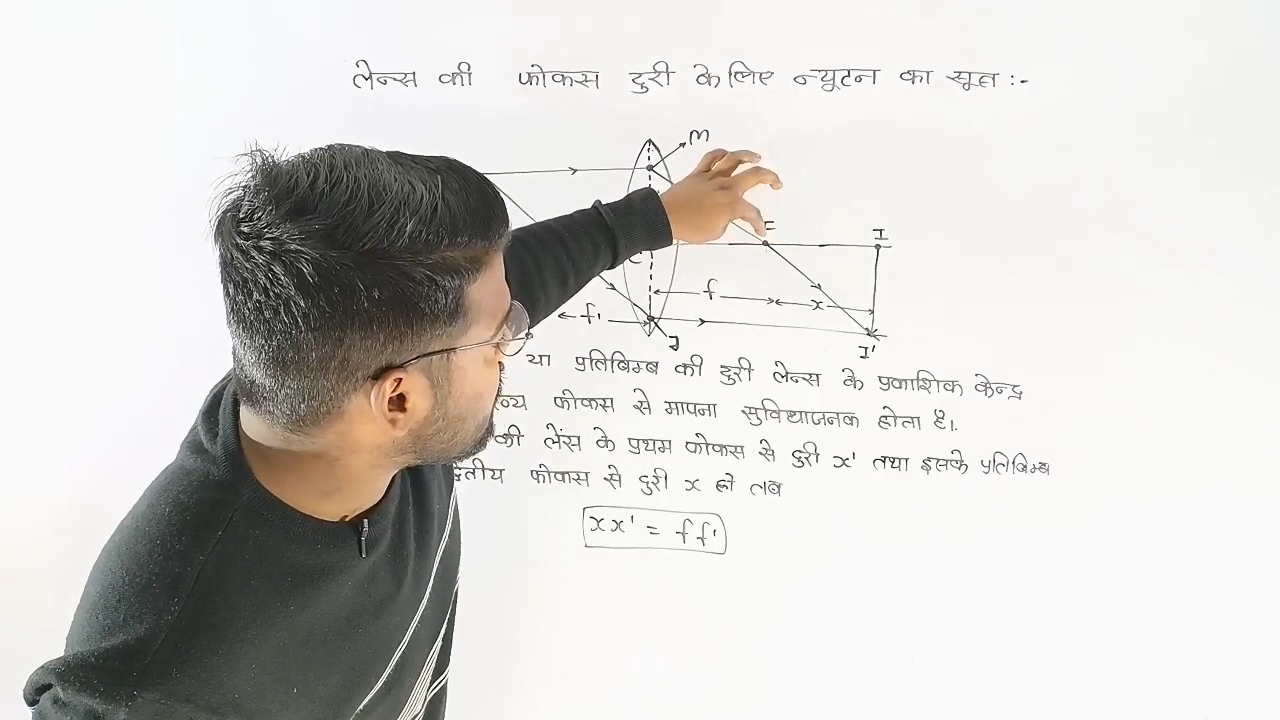 लेन्स की फोकस दुरी के लिए न्यूटन का सूत्र :-
M
F I
C
f
x
f'
J
I'
या प्रतिबिम्ब की दुरी लेन्स के प्रकाशिक केन्द्र
फोकस से मापना सुविधाजनक होता है।
की लेंस के प्रथम फोकस से दुरी x' तथा इसके प्रतिबिम्ब
फोकस से दुरी x हो तब
xx' = ff'